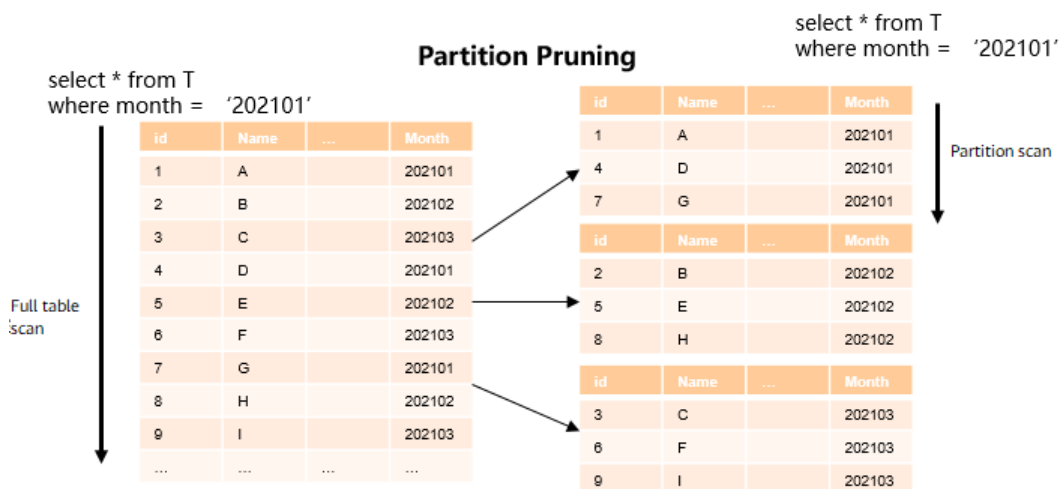 select * from T
where month = ‘202101’
Partition Pruning
select * from T
where month = ‘202101’
id Name ... Month
1 A 202101
2 B 202102
3 C 202103
4 D 202101
5 E 202102
6 F 202103
7 G 202101
8 H 202102
9 I 202103
... ... ... ...
Full table
scan
id Name ... Month
1 A 202101
4 D 202101
7 G 202101
Partition scan
id Name ... Month
2 B 202102
5 E 202102
8 H 202102
id Name ... Month
3 C 202103
6 F 202103
9 I 202103